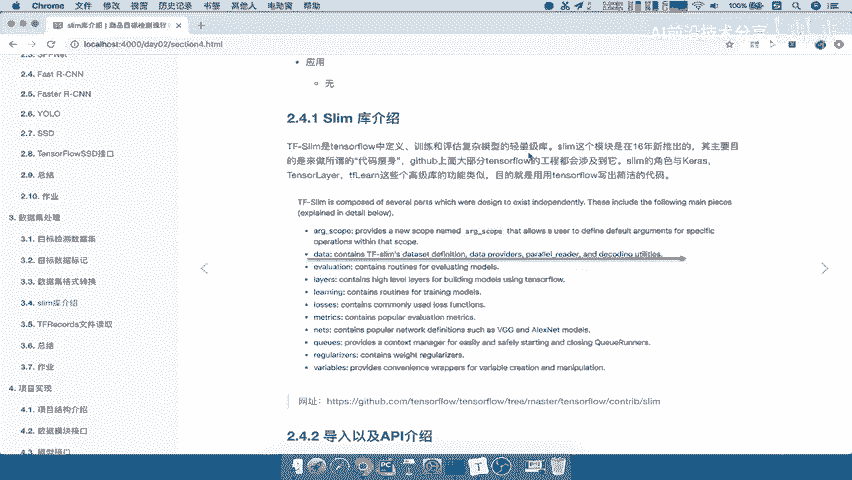 Chrome 文件 修改 视图 历史记录 书签 其他人 电脑窗 窗口 帮助
100%
slim库介绍 | 商品目标检测
AI前沿技术分享
localhost:4000/day02/section4.html
2.4. Fast R-CNN
2.5. Faster R-CNN
2.6. YOLO
2.7. SSD
2.8. TensorFlowSSD接口
2.9. 总结
2.10. 作业
3. 数据集处理
3.1. 目标检测数据集
3.2. 目标数据标记
3.3. 数据集格式转换
3.4. slim库介绍
3.5. TFRecords文件读取
3.6. 总结
3.7. 作业
4. 项目实现
4.1. 项目结构介绍
4.2. 数据模块接口
应用
无
2.4.1 Slim 库介绍
TF-Slim是tensorflow中定义、训练和评估复杂模型的轻量级库。slim这个模块是在16年新推出的，其主要目
的是来做所谓的“代码瘦身”，github上面大部分tensorflow的工程都会涉及到它。slim的角色与Keras,
TensorLayer，tfLearn这些个高级库的功能类似，目的就是用用tensorflow写出简洁的代码。
TF-Slim is composed of several parts which were design to exist independently. These include the following main pieces
(explained in detail below).
arg_scope: provides a new scope named arg_scope that allows a user to define default arguments for specific
operations within that scope.
data: contains TF-slim's dataset definition, data providers, parallel_reader, and decoding utilities.
evaluation: contains routines for evaluating models.
layers: contains high level layers for building models using tensorflow.
learning: contains routines for training models.
losses: contains commonly used loss functions.
metrics: contains popular evaluation metrics.
nets: contains popular network definitions such as VGG and AlexNet models.
queues: provides a context manager for easily and safely starting and closing QueueRunners.
regularizers: contains weight regularizers.
variables: provides convenience wrappers for variable creation and manipulation.
网址：https://github.com/tensorflow/tensorflow/tree/master/tensorflow/contrib/slim
2.4.2 导入以及API介绍